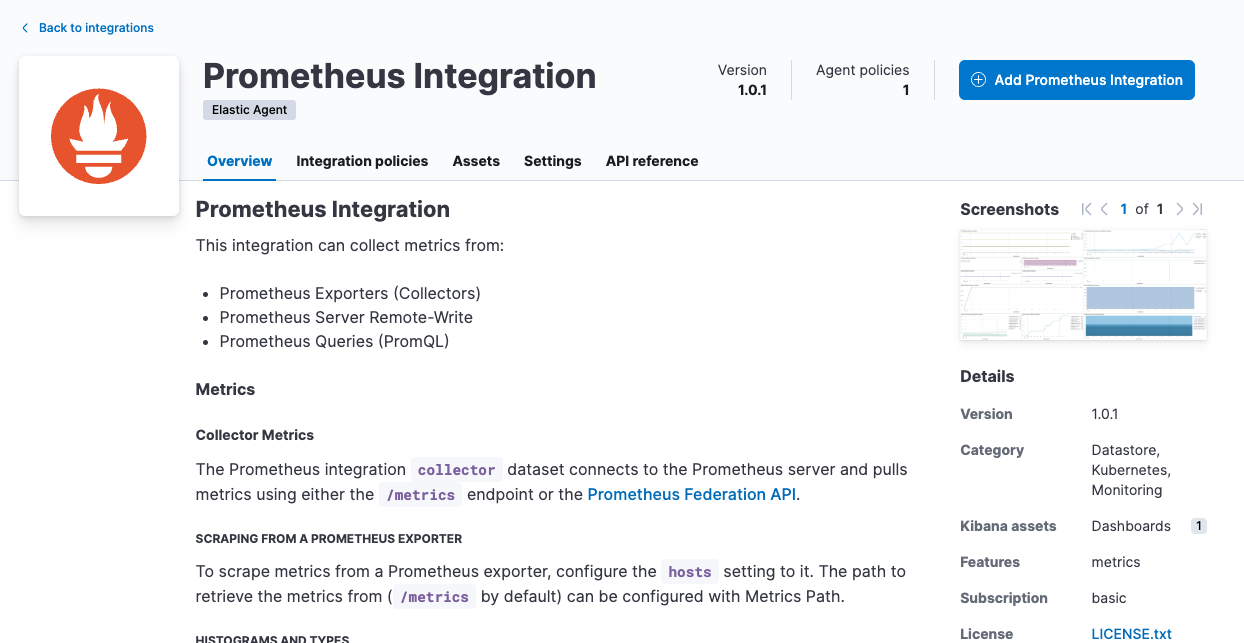 Back to integrations
Prometheus Integration
Elastic Agent
Version
1.0.1
Agent policies
1
Add Prometheus Integration
Overview
Integration policies
Assets
Settings
API reference
Prometheus Integration
This integration can collect metrics from:
• Prometheus Exporters (Collectors)
• Prometheus Server Remote-Write
• Prometheus Queries (PromQL)
Metrics
Collector Metrics
The Prometheus integration collector dataset connects to the Prometheus server and pulls
metrics using either the /metrics endpoint or the Prometheus Federation API.
SCRAPING FROM A PROMETHEUS EXPORTER
To scrape metrics from a Prometheus exporter, configure the hosts setting to it. The path to
retrieve the metrics from ( /metrics by default) can be configured with Metrics Path.
HISTOGRAMS AND TYPES
Screenshots
1 of 1
Details
Version 1.0.1
Category Datastore,
Kubernetes,
Monitoring
Kibana assets Dashboards 1
Features metrics
Subscription basic
License LICENSE.txt